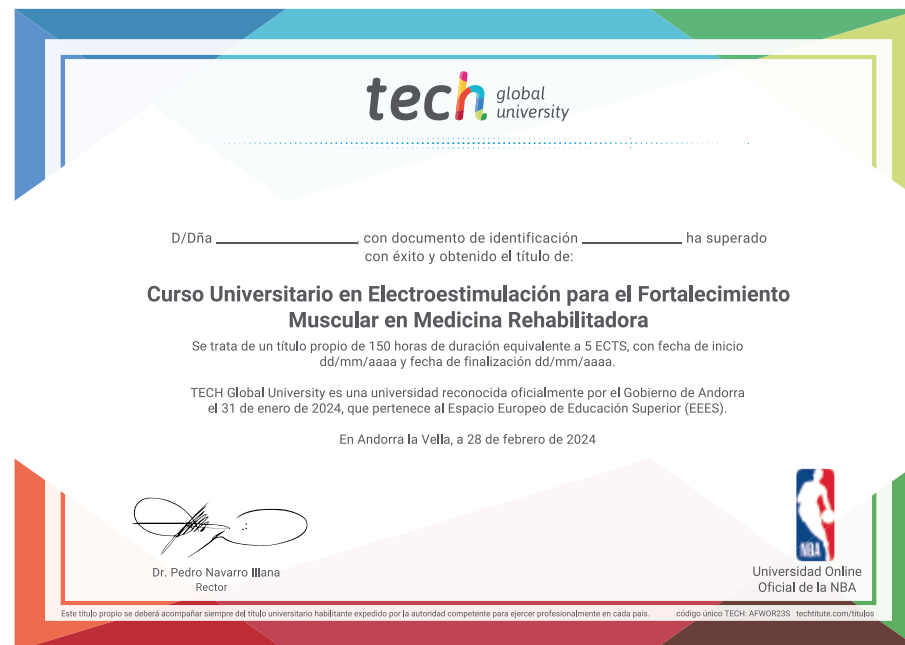 tech global
university
D/Dña ____________________, con documento de identificación ______________ ha superado
con éxito y obtenido el título de:
Curso Universitario en Electroestimulación para el Fortalecimiento
Muscular en Medicina Rehabilitadora
Se trata de un título propio de 150 horas de duración equivalente a 5 ECTS, con fecha de inicio
dd/mm/aaaa y fecha de finalización dd/mm/aaaa.
TECH Global University es una universidad reconocida oficialmente por el Gobierno de Andorra
el 31 de enero de 2024, que pertenece al Espacio Europeo de Educación Superior (EEES).
En Andorra la Vella, a 28 de febrero de 2024
Dr. Pedro Navarro Illana
Rector
NBA
Universidad Online
Oficial de la NBA
Este título propio se deberá acompañar siempre del título universitario habilitante expedido por la autoridad competente para ejercer profesionalmente en cada país. código único TECH: AFWOR23S techtitute.com/titulos